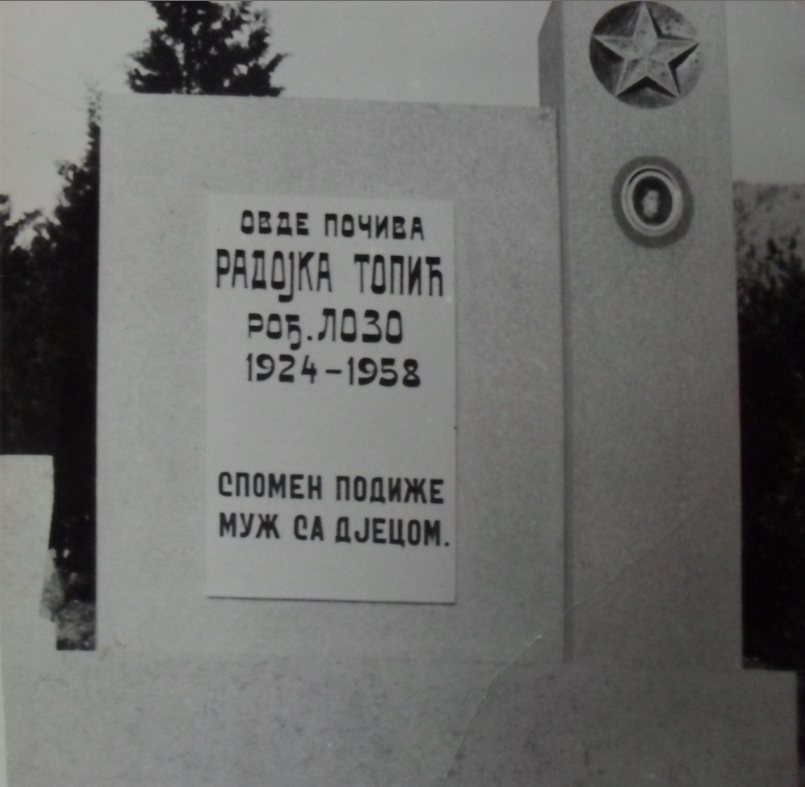 ОВДЕ ПОЧИВА
РАДОЈКА ТОПИЋ
РОЂ. ЛОЗО
1924-1958
СПОМЕН ПОДИЖЕ
МУЖ СА ДЈЕЦОМ.